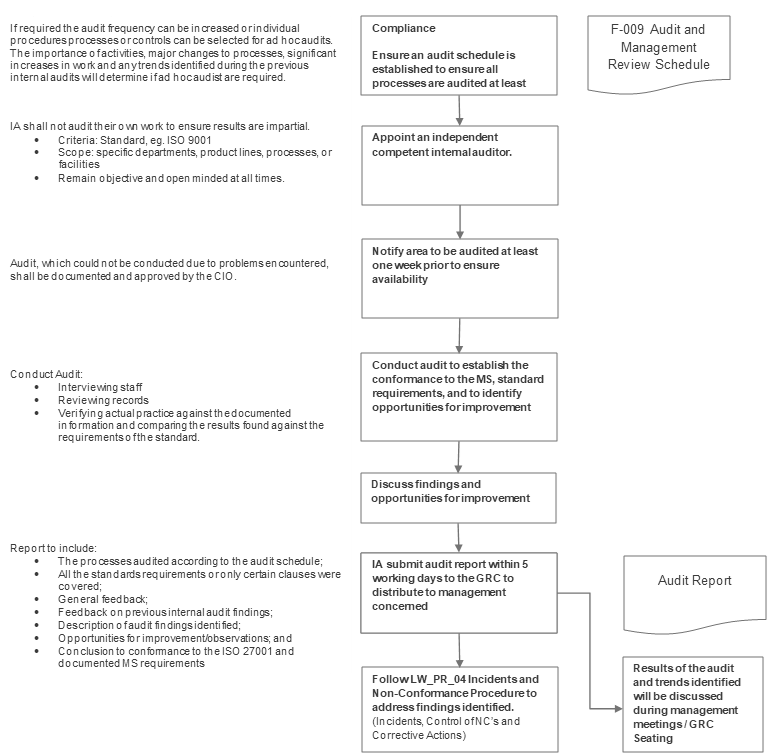 If required the audit frequency can be increased or individual
procedures processes or controls can be selected for ad hoc audits.
The importance of activities, major changes to processes, significant
increases in work and any trends identified during the previous
internal audits will determine if ad hoc audist are required.
Compliance
Ensure an audit schedule is
established to ensure all
processes are audited at least
F-009 Audit and
Management
Review Schedule
IA shall not audit their own work to ensure results are impartial.
• Criteria: Standard, eg. ISO 9001
• Scope: specific departments, product lines, processes, or
facilities
• Remain objective and open minded at all times.
Appoint an independent
competent internal auditor.
Audit, which could not be conducted due to problems encountered,
shall be documented and approved by the CIO.
Notify area to be audited at least
one week prior to ensure
availability
Conduct Audit:
• Interviewing staff
• Reviewing records
• Verifying actual practice against the documented
information and comparing the results found against the
requirements of the standard.
Conduct audit to establish the
conformance to the MS, standard
requirements, and to identify
opportunities for improvement
Discuss findings and
opportunities for improvement
Report to include:
• The processes audited according to the audit schedule;
• All the standards requirements or only certain clauses were
covered;
• General feedback;
• Feedback on previous internal audit findings;
• Description of audit findings identified;
• Opportunities for improvement/observations; and
• Conclusion to conformance to the ISO 27001 and
documented MS requirements
IA submit audit report within 5
working days to the GRC to
distribute to management
concerned
Audit Report
Follow LW_PR_04 Incidents and
Non-Conformance Procedure to
address findings identified.
(Incidents, Control of NC's and
Corrective Actions)
Results of the audit
and trends identified
will be discussed
during management
meetings / GRC
Seating